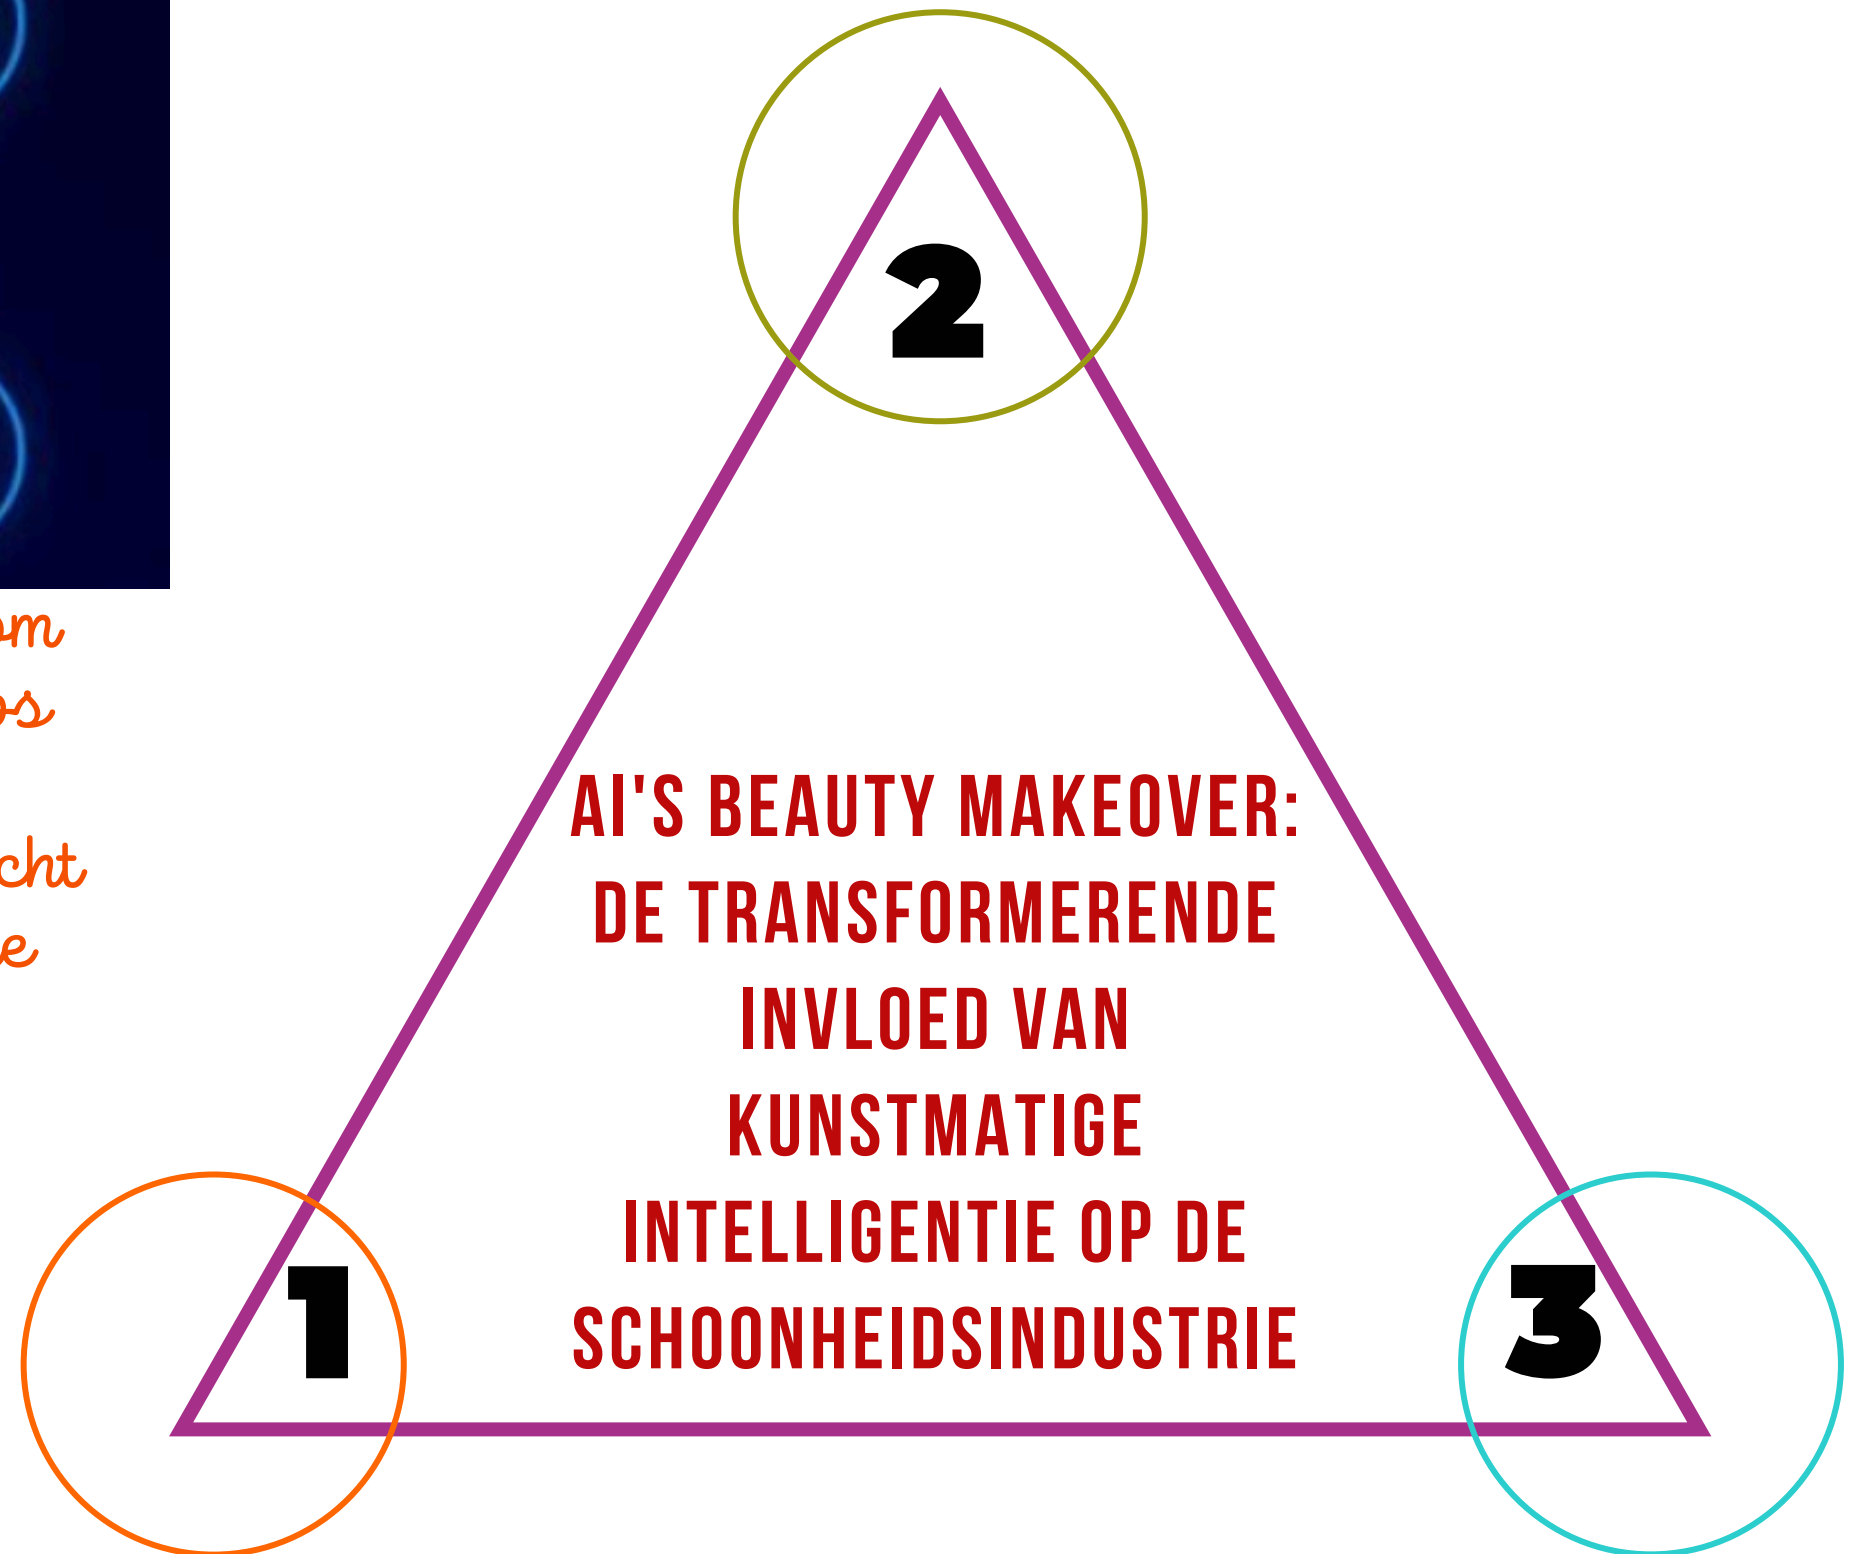 2
AI'S BEAUTY MAKEOVER:
DE TRANSFORMERENDE
INVLOED VAN
KUNSTMATIGE
INTELLIGENTIE OP DE
SCHOONHEIDSINDUSTRIE
1
3